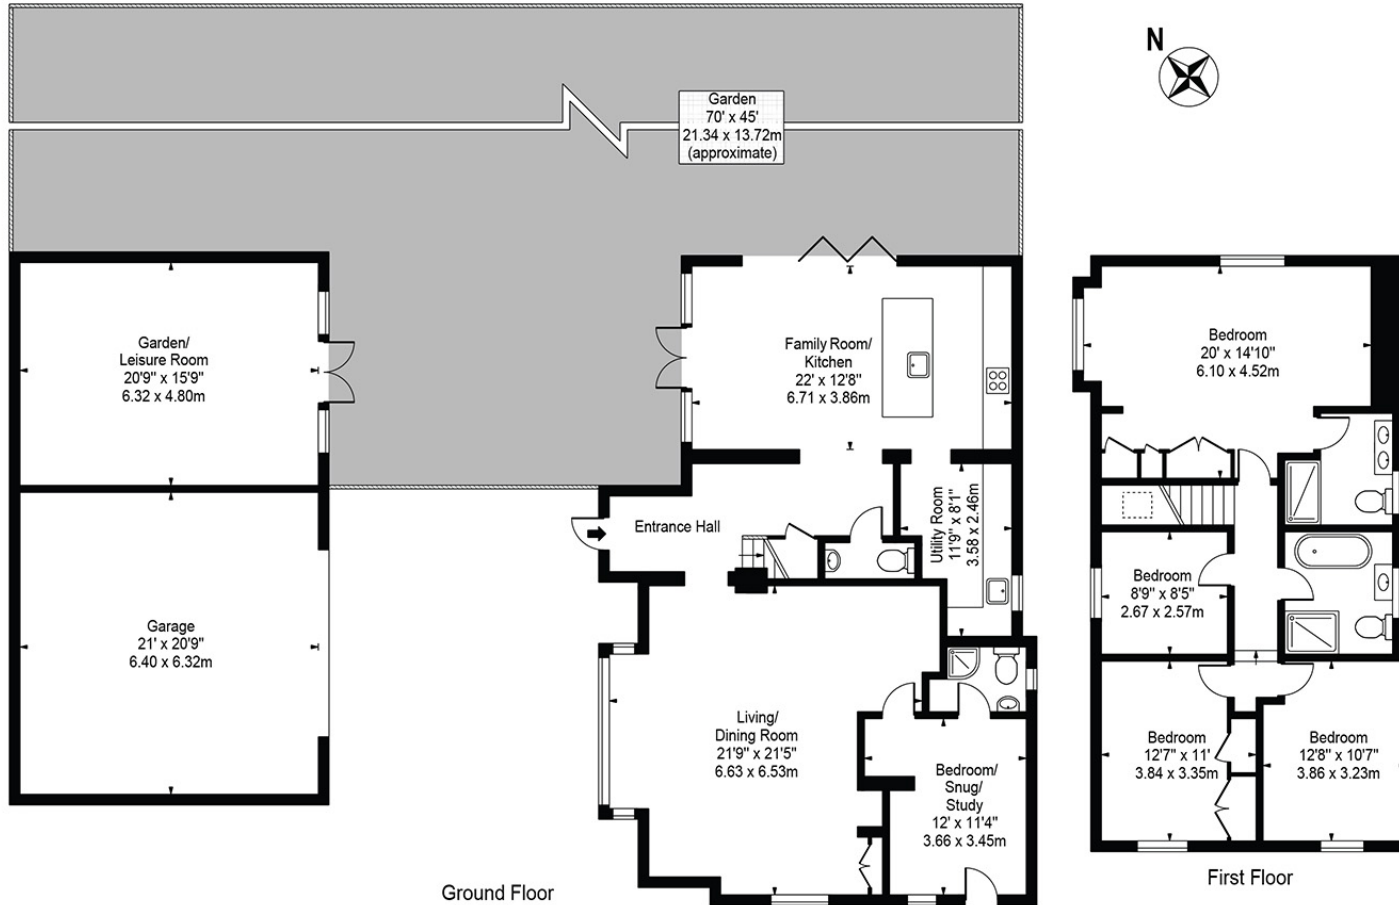 N
Garden
70' x 45'
21.34 x 13.72m
(approximate)
Garden/
Leisure Room
20'9" x 15'9"
6.32 x 4.80m
Family Room/
Kitchen
22' x 12'8"
6.71 x 3.86m
Bedroom
20' x 14'10"
6.10 x 4.52m
Entrance Hall
Utility Room
11'9" x 8'1"
3.58 x 2.46m
Bedroom
8'9" x 8'5"
2.67 x 2.57m
Garage
21' x 20'9"
6.40 x 6.32m
Living/
Dining Room
21'9" x 21'5"
6.63 x 6.53m
Bedroom/
Snug/
Study
12' x 11'4"
3.66 x 3.45m
Bedroom
12'7" x 11'
3.84 x 3.35m
Bedroom
12'8" x 10'7"
3.86 x 3.23m
Ground Floor
First Floor